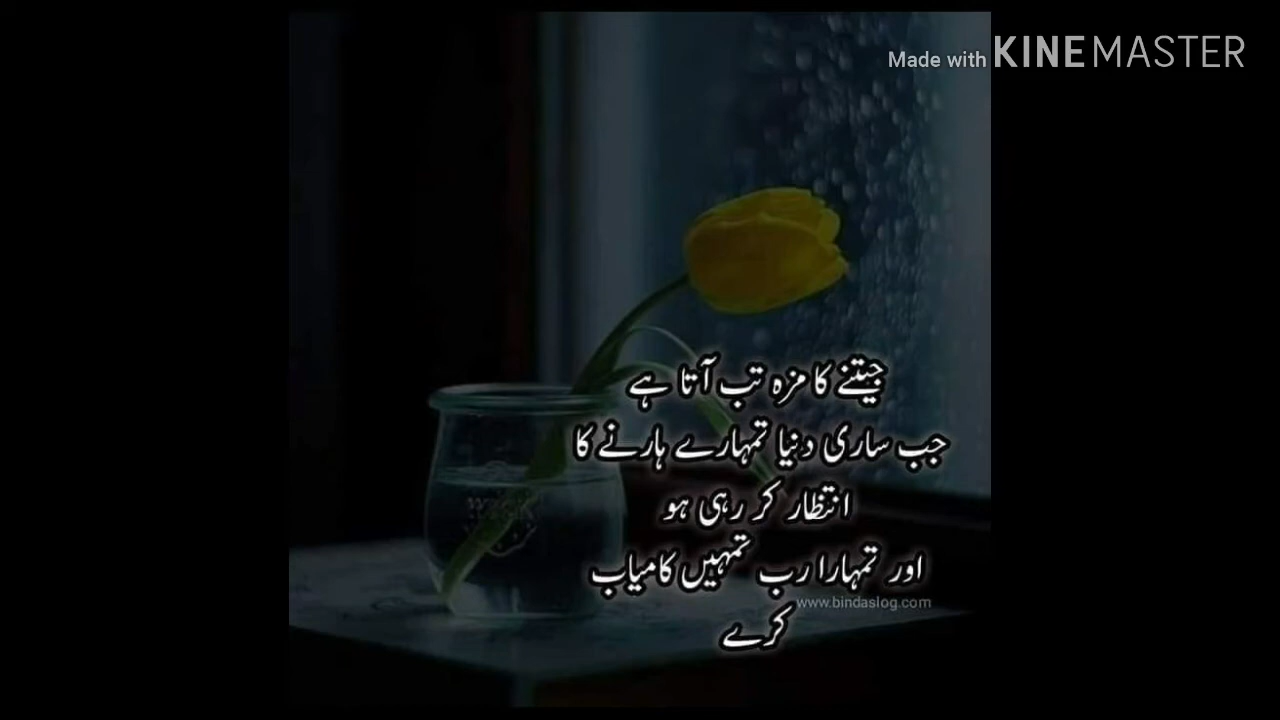 Made with KINEMASTER
جیتنے کا مزہ تب آتا ہے
جب ساری دنیا تمہارے ہارنے کا
انتظار کر رہی ہو
اور تمہارا رب تمہیں کامیاب
www.bindaslog.com
کرے